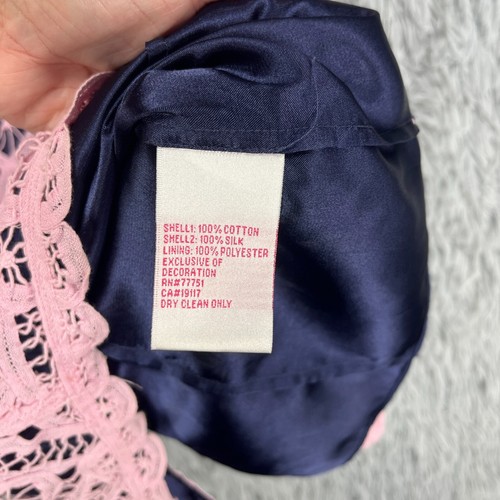 SHELL1: 100% COTTON
SHELL2: 100% SILK
LINING: 100% POLYESTER
EXCLUSIVE OF
DECORATION
RN#77751
CA#19117
DRY CLEAN ONLY